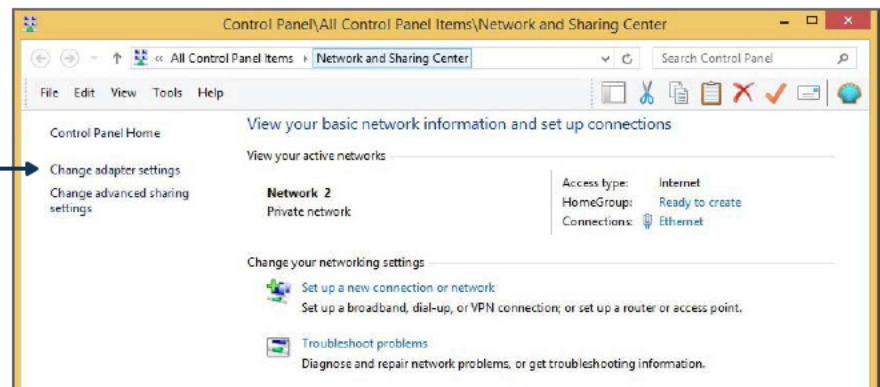 Control Panel\All Control Panel Items\Network and Sharing Center
« All Control Panel Items Network and Sharing Center
Search Control Panel
File Edit View Tools Help
Control Panel Home
Change adapter settings
Change advanced sharing
settings
View your basic network information and set up connections
View your active networks
Network 2
Private network
Access type: Internet
HomeGroup: Ready to create
Connections: Ethernet
Change your networking settings
Set up a new connection or network
Set up a broadband, dial-up, or VPN connection; or set up a router or access point.
Troubleshoot problems
Diagnose and repair network problems, or get troubleshooting information.